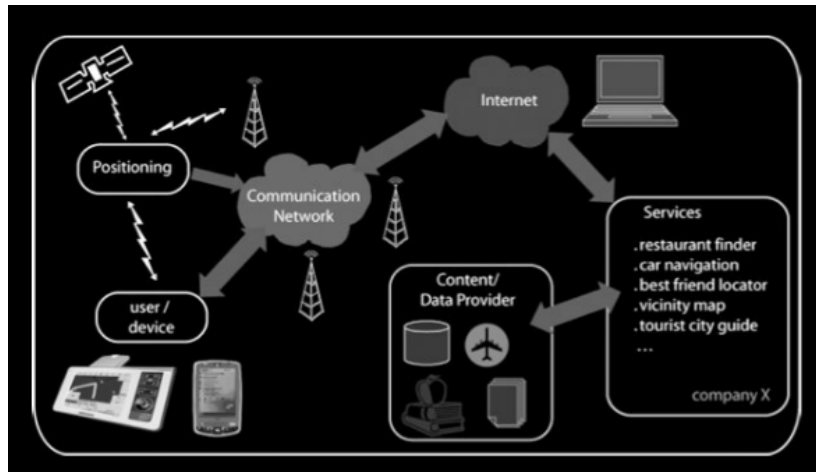 Internet
Positioning
Communication
Network
Services
.restaurant finder
.car navigation
.best friend locator
.vicinity map
.tourist city guide
...
Content/
Data Provider
user /
device
company X